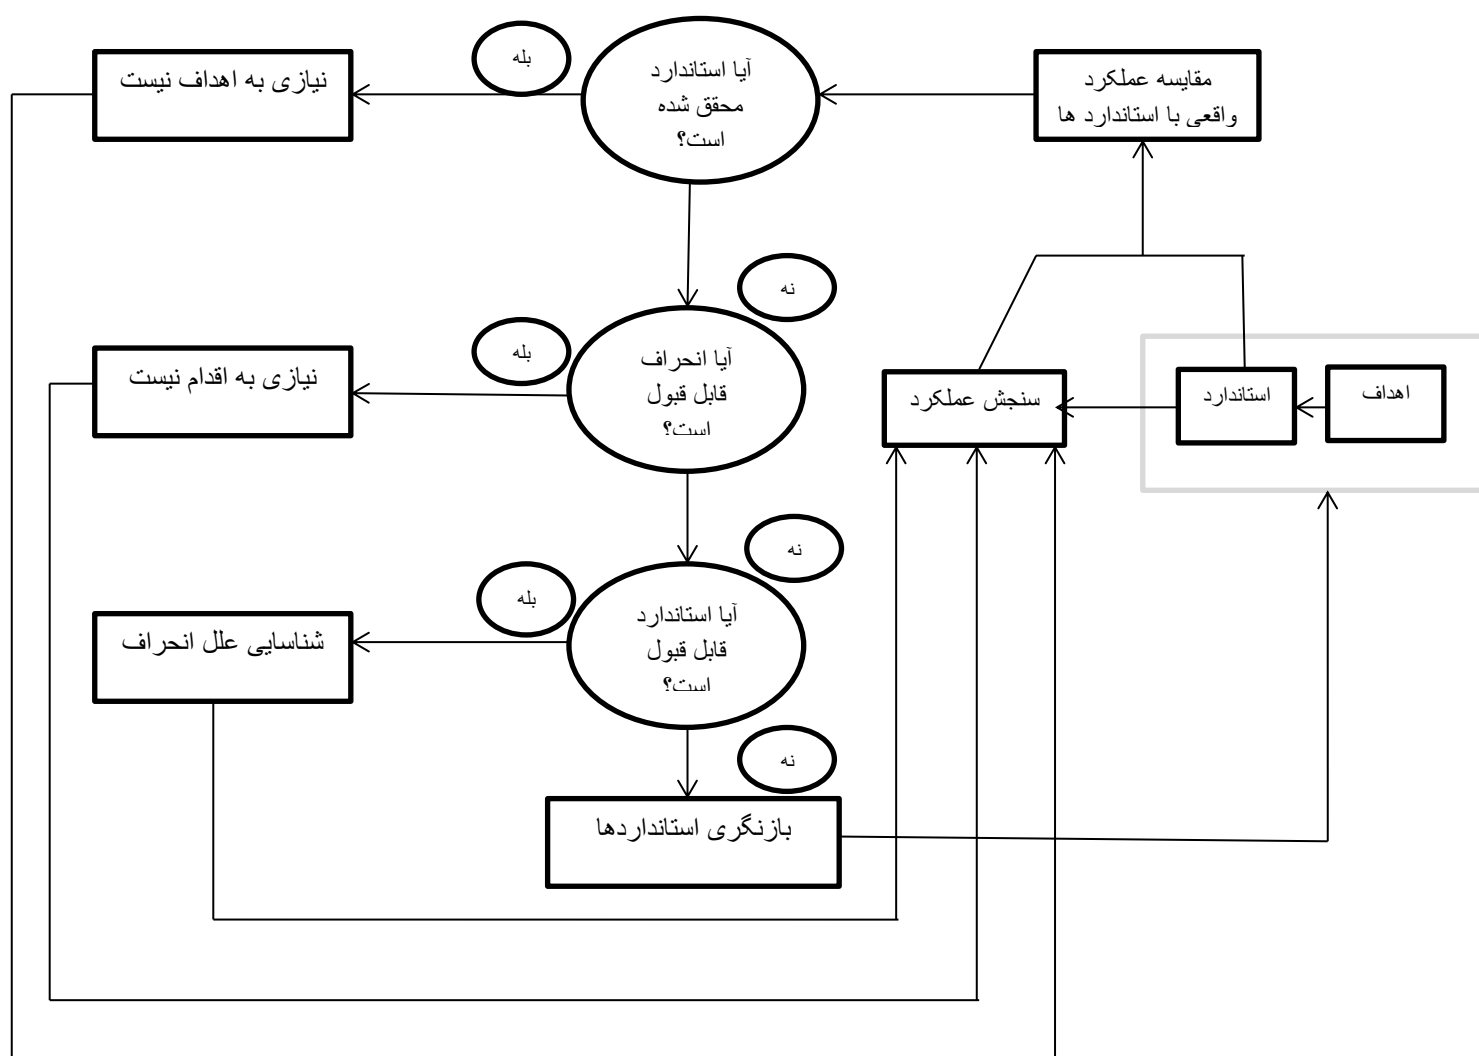 مقایسه عملکرد
واقعی با استاندارد ها
آیا استاندارد
محقق شده
است؟
بله
نیازی به اهداف نیست
نه
آیا انحراف
قابل قبول
است؟
بله
نیازی به اقدام نیست
اهداف
استاندارد
سنجش عملکرد
نه
آیا استاندارد
قابل قبول
است؟
بله
شناسایی علل انحراف
نه
بازنگری استانداردها